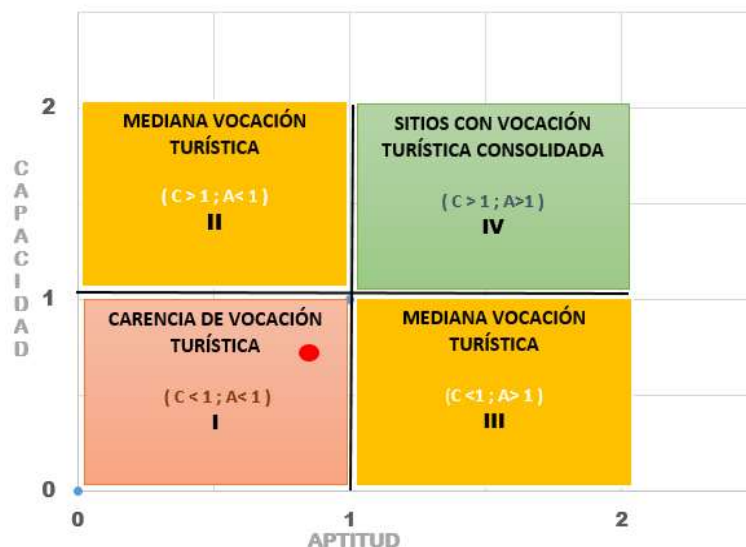 2
1
0
CAPACIDAD
MEDIANA VOCACIÓN
TURÍSTICA
( C > 1 ; A< 1 )
II
SITIOS CON VOCACIÓN
TURÍSTICA CONSOLIDADA
( C > 1 ; A>1 )
IV
CARENCIA DE VOCACIÓN
TURÍSTICA
( C < 1 ; A< 1 )
I
MEDIANA VOCACIÓN
TURÍSTICA
(C <1 ; A> 1 )
III
0 1 2
APTITUD